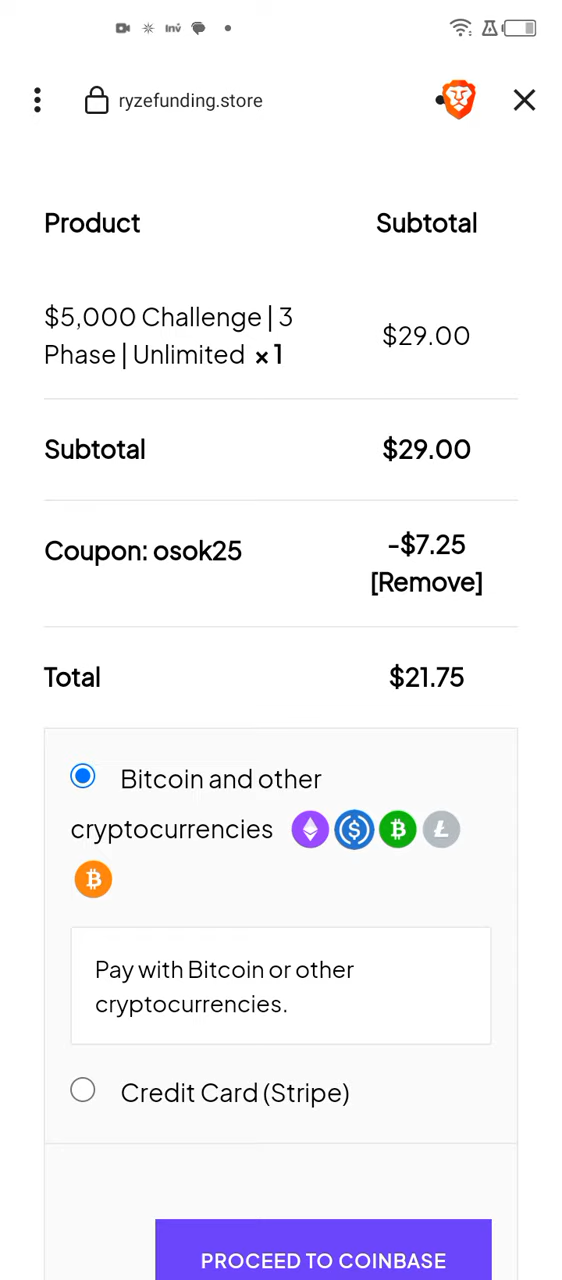 Inv
ryzefunding.store
Product Subtotal
$5,000 Challenge | 3
Phase | Unlimited × 1
$29.00
Subtotal $29.00
Coupon: osok25
-$7.25
[Remove]
Total $21.75
Bitcoin and other
cryptocurrencies
Pay with Bitcoin or other
cryptocurrencies.
Credit Card (Stripe)
PROCEED TO COINBASE